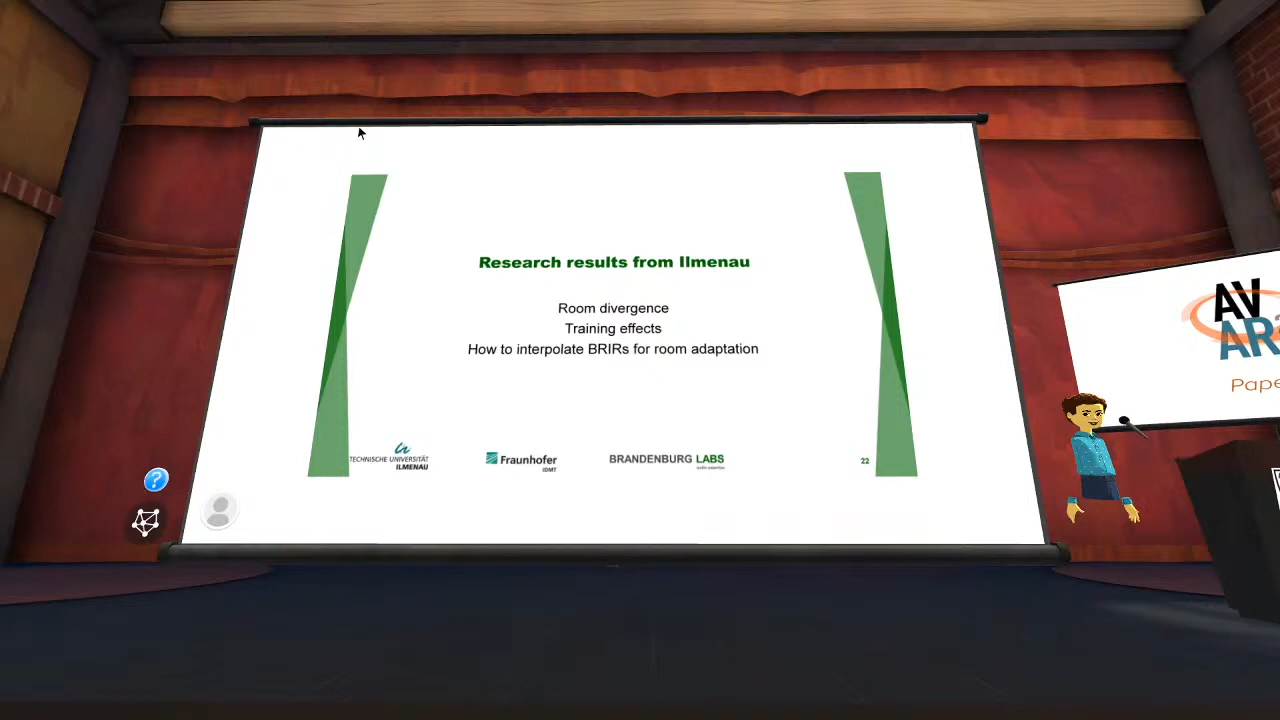 Research results from Ilmenau
Room divergence
Training effects
How to interpolate BRIRs for room adaptation
TECHNISCHE UNIVERSITÄT
ILMENAU
Fraunhofer
IDMT
BRANDENBURG LABS
22
?
AV
AR